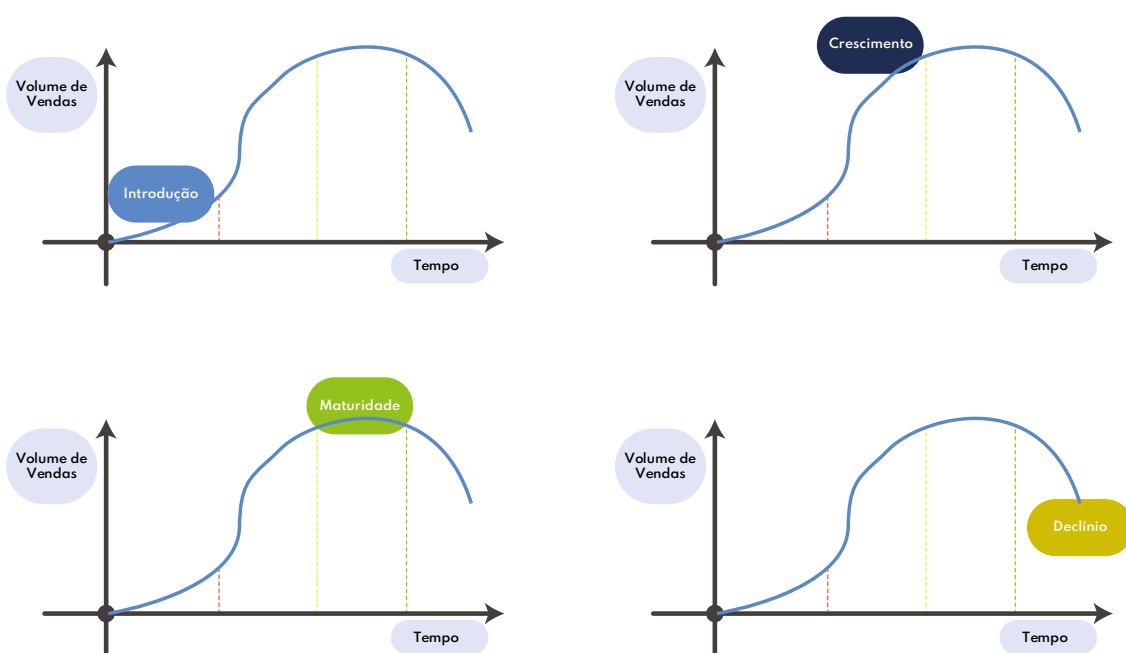 Volume de
Vendas
Introdução
Tempo
Crescimento
Volume de
Vendas
Tempo
Maturidade
Volume de
Vendas
Tempo
Volume de
Vendas
Declínio
Tempo